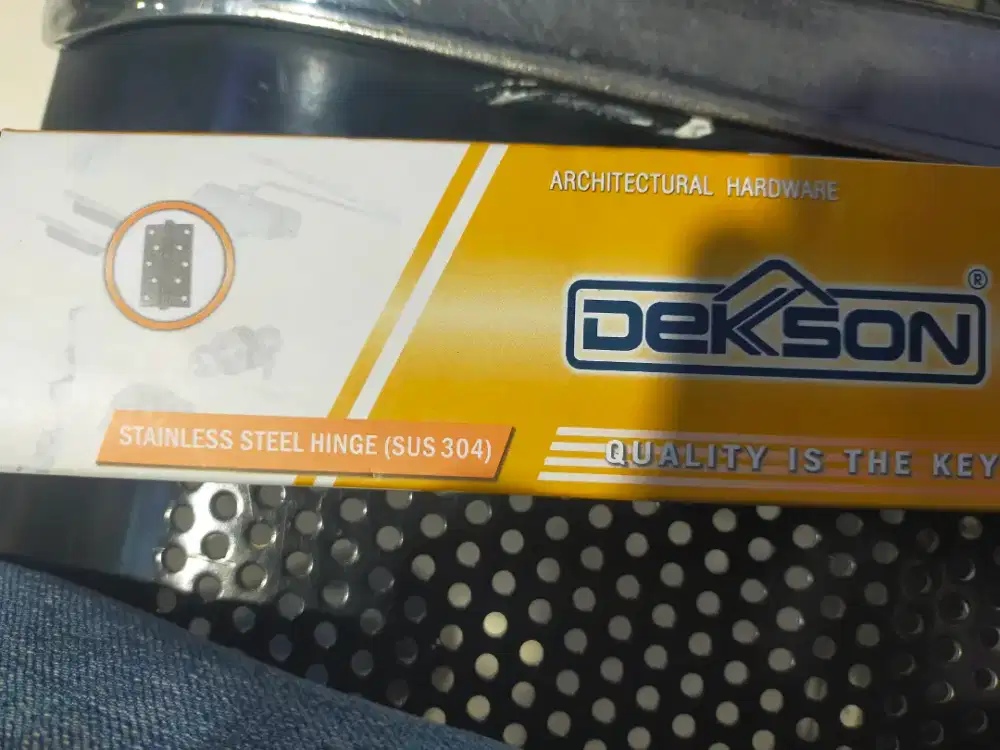 ARCHITECTURAL HARDWARE
DEKSON®
STAINLESS STEEL HINGE (SUS 304)
QUALITY IS THE KEY